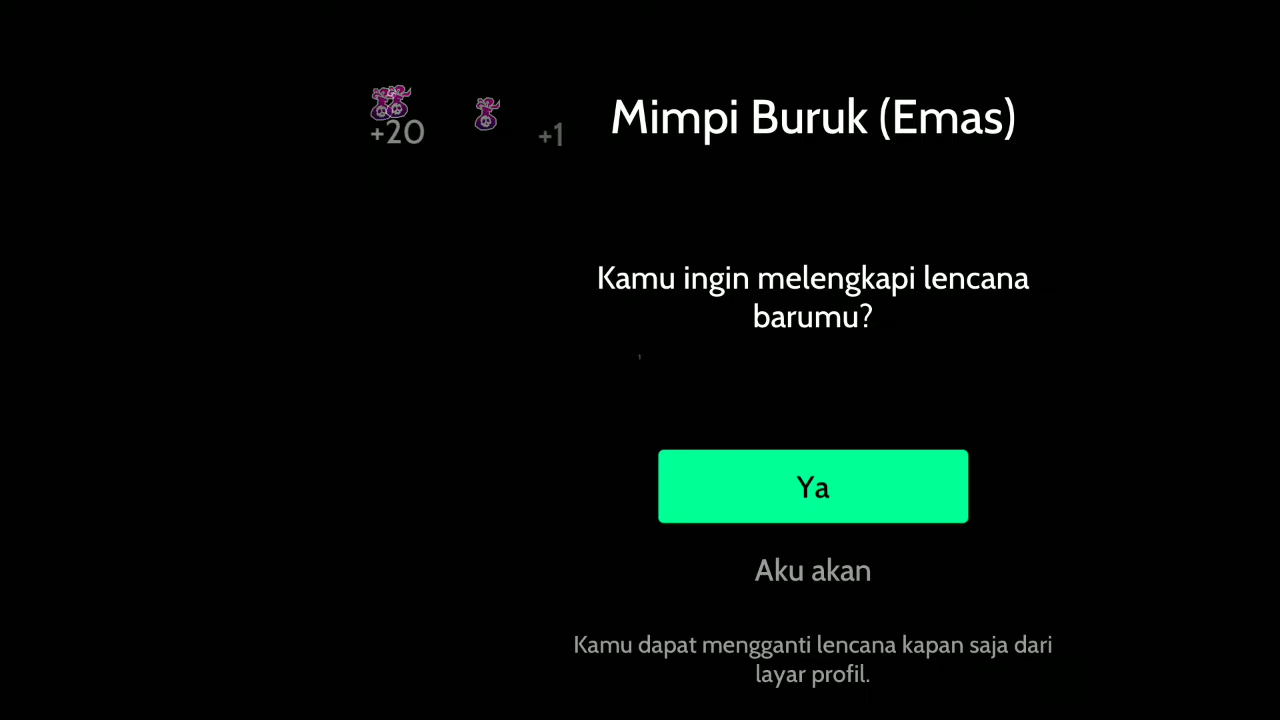 +20
+1
Mimpi Buruk (Emas)
Kamu ingin melengkapi lencana
barumu?
Ya
Aku akan
Kamu dapat mengganti lencana kapan saja dari
layar profil.